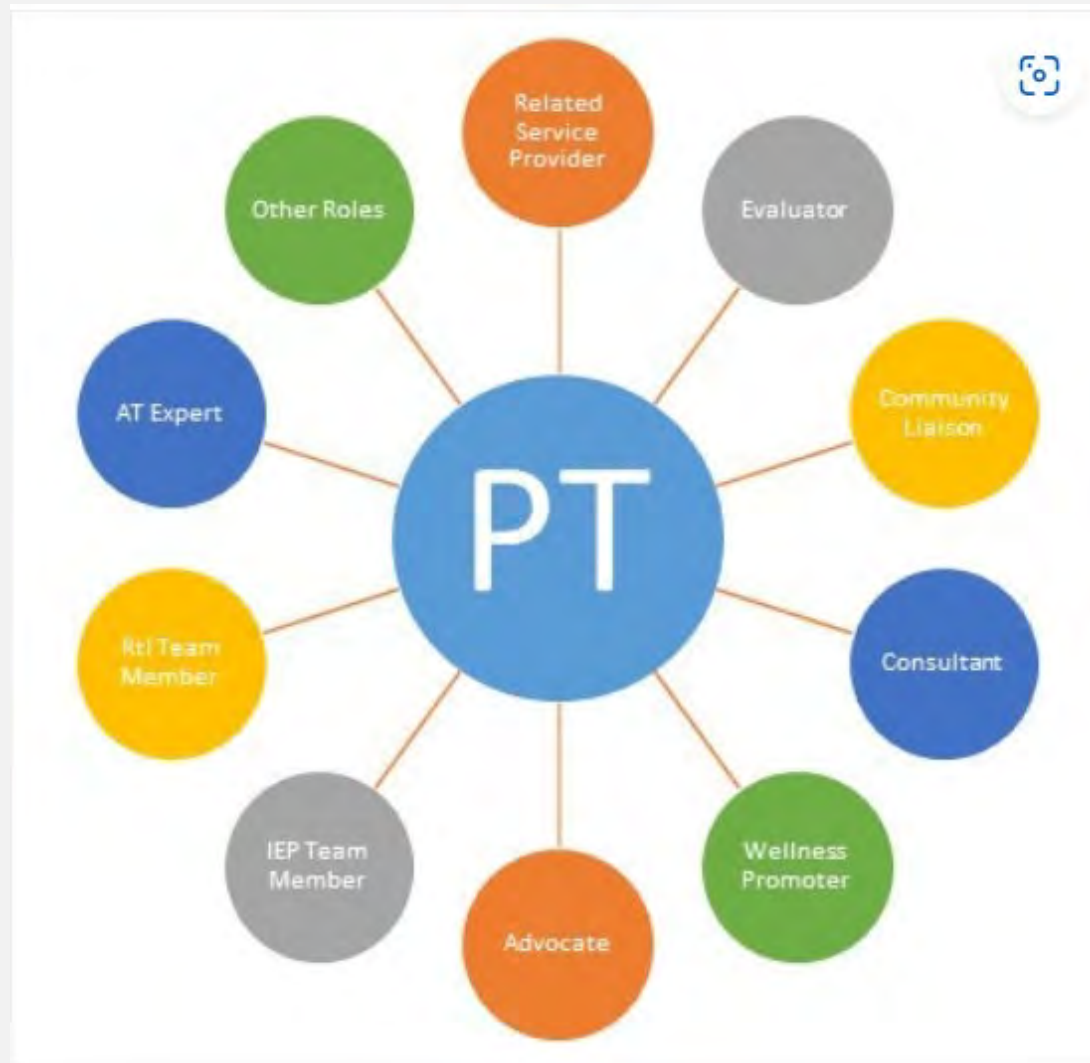 Related
Service
Provider
Evaluator
Community
Liaison
Consultant
Wellness
Promoter
Advocate
IEP Team
Member
RtI Team
Member
AT Expert
Other Roles
PT